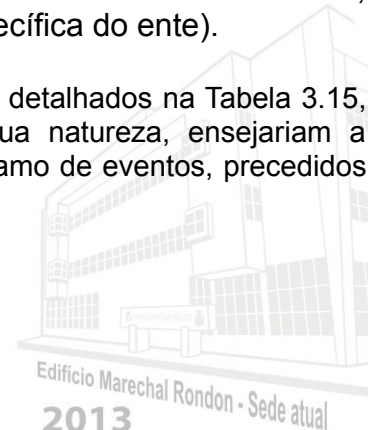 ecífica do ente).
detalhados na Tabela 3.15,
ua natureza, ensejariam a
amo de eventos, precedidos
Edifício Marechal Rondon - Sede atual
2013